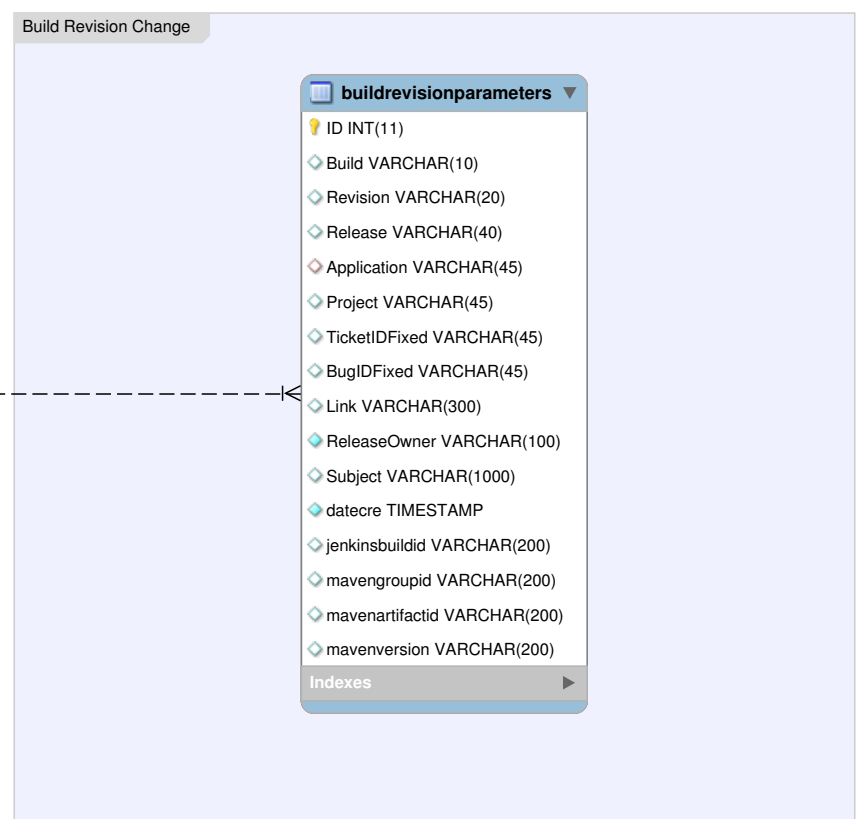 Build Revision Change
buildrevisionparameters
ID INT(11)
Build VARCHAR(10)
Revision VARCHAR(20)
Release VARCHAR(40)
Application VARCHAR(45)
Project VARCHAR(45)
TicketIDFixed VARCHAR(45)
BugIDFixed VARCHAR(45)
Link VARCHAR(300)
ReleaseOwner VARCHAR(100)
Subject VARCHAR(1000)
datecre TIMESTAMP
jenkinsbuildid VARCHAR(200)
mavengroupid VARCHAR(200)
mavenartifactid VARCHAR(200)
mavenversion VARCHAR(200)
Indexes